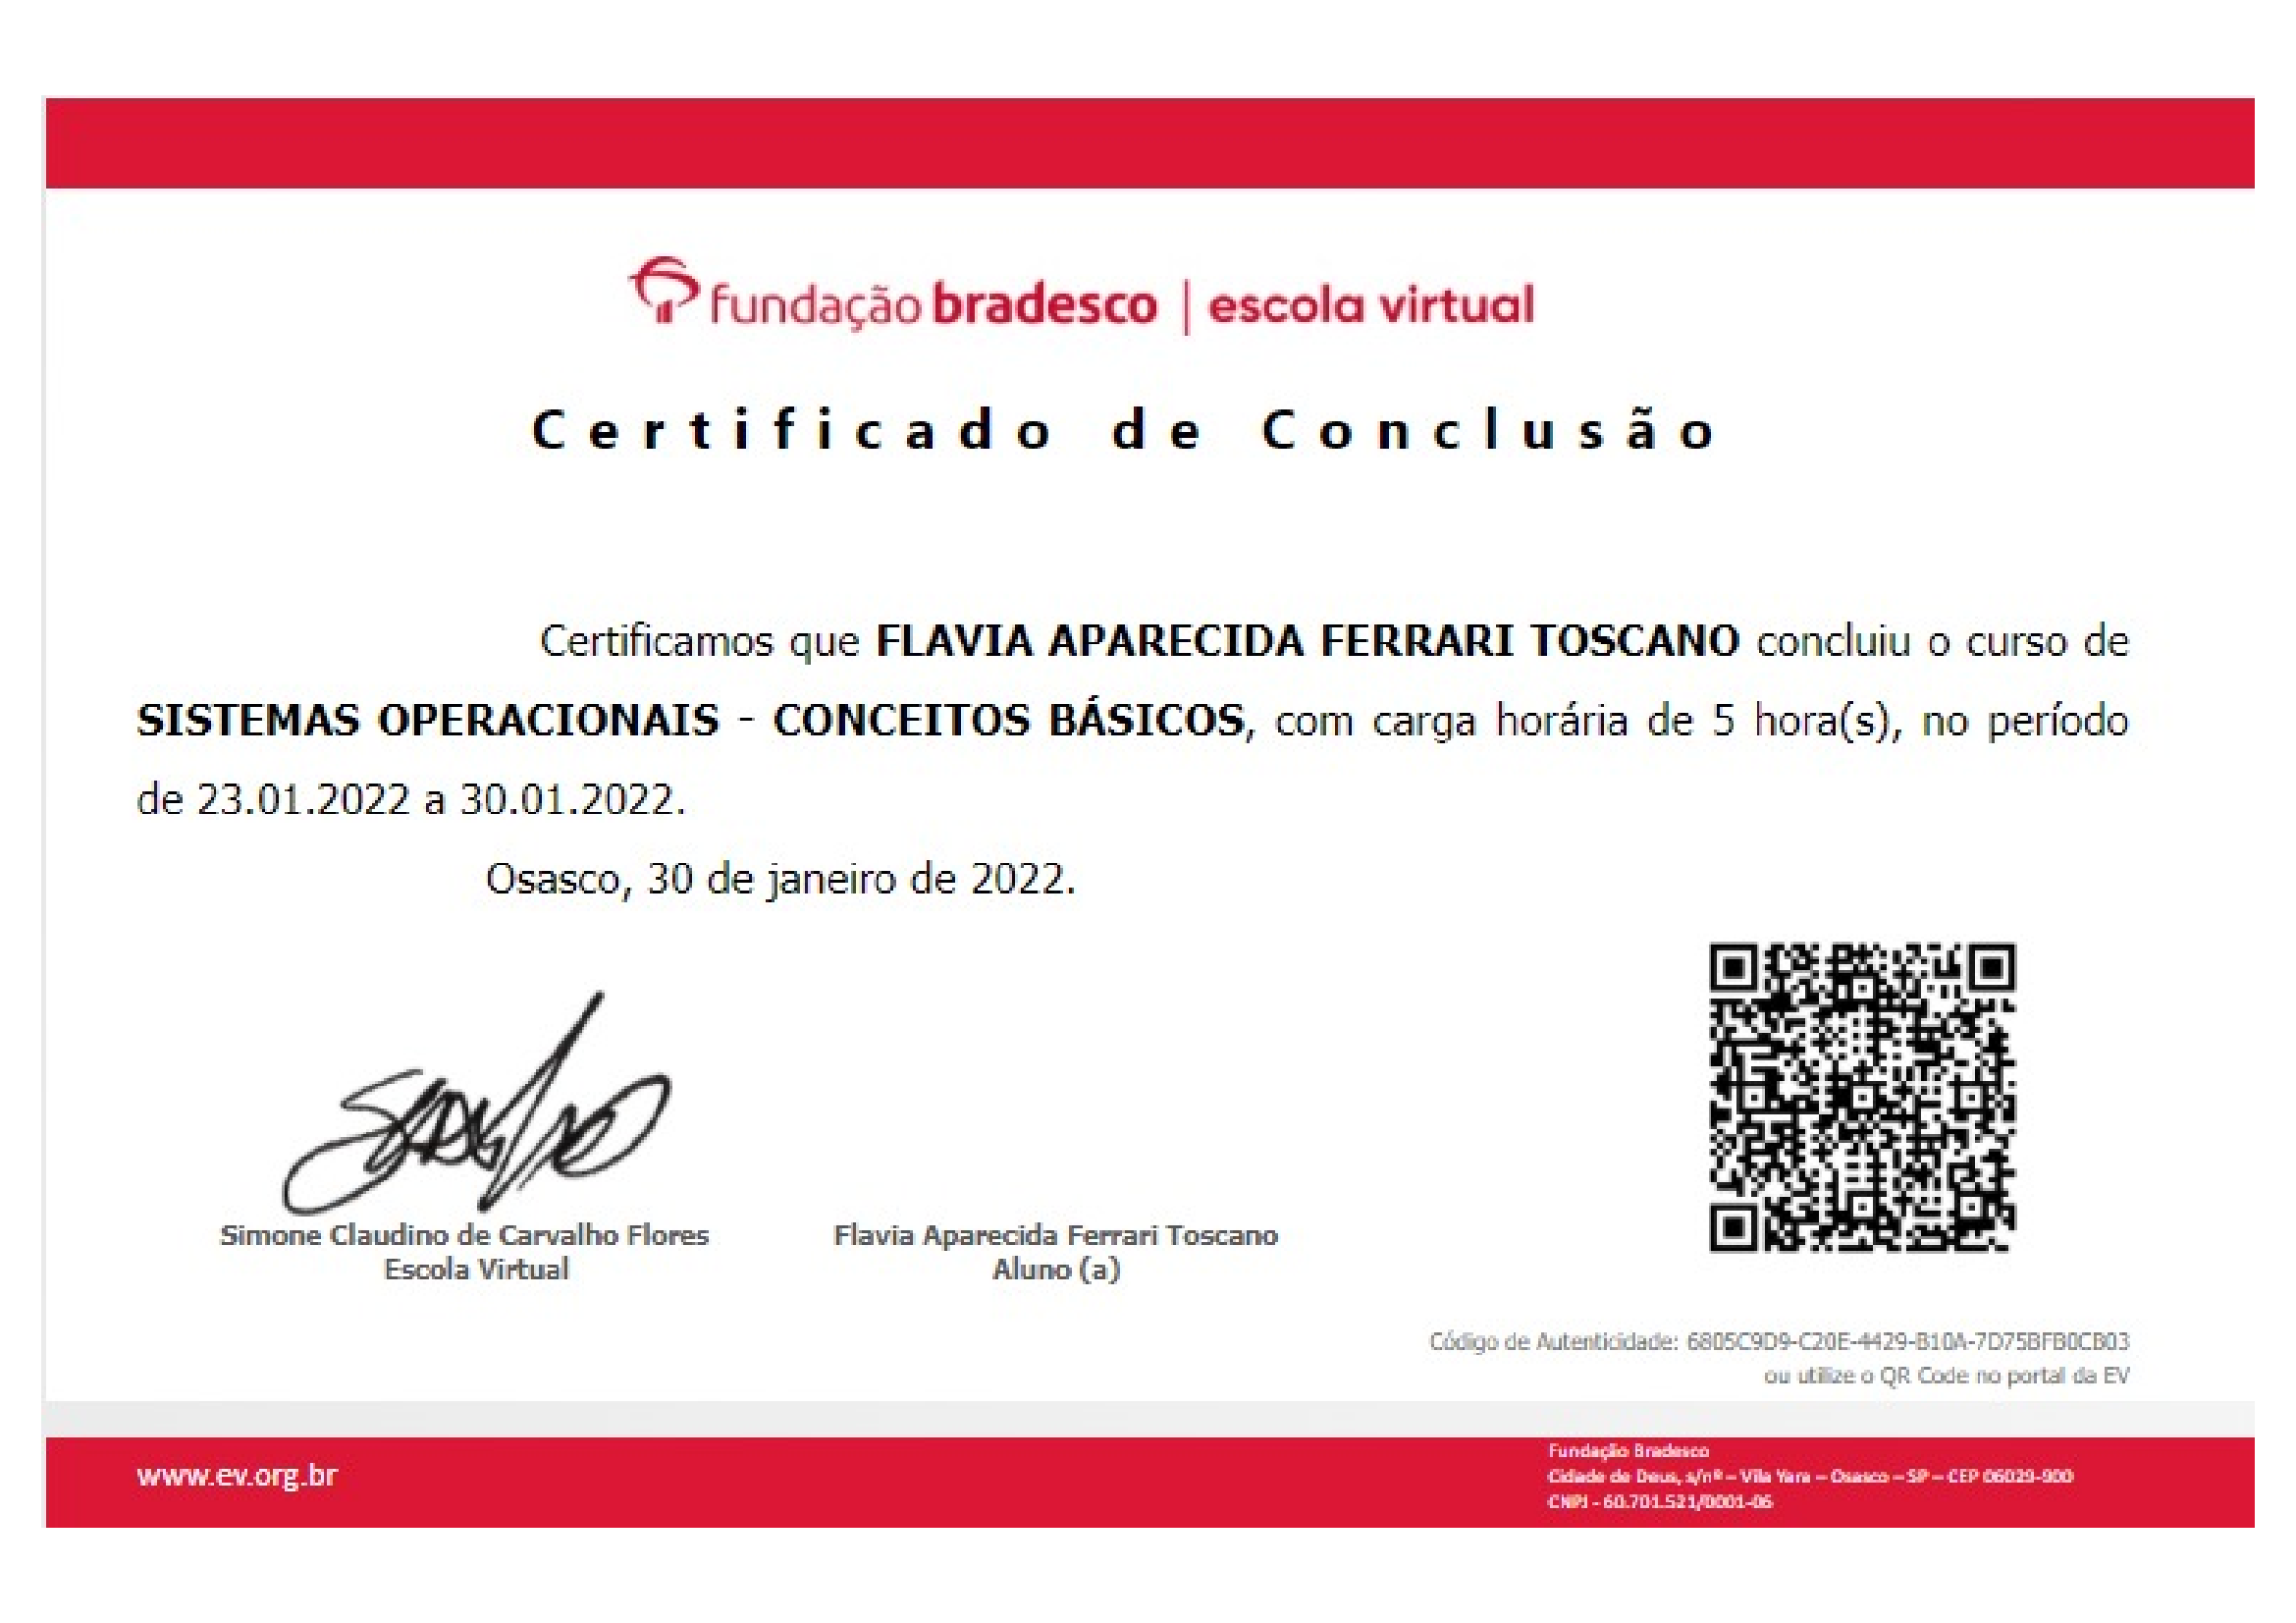 fundação bradesco | escola virtual
Certificado de Conclusão
Certificamos que FLAVIA APARECIDA FERRARI TOSCANO concluiu o curso de
SISTEMAS OPERACIONAIS - CONCEITOS BÁSICOS, com carga horária de 5 hora(s), no período
de 23.01.2022 a 30.01.2022.
Osasco, 30 de janeiro de 2022.
Simone Claudino de Carvalho Flores
Escola Virtual
Flavia Aparecida Ferrari Toscano
Aluno (a)
Código de Autenticidade: 6805C9D9-C20E-4429-B10A-7D75BFB0CB03
ou utilize o QR Code no portal da EV
www.ev.org.br
Fundação Bradesco
Cidade de Deus, s/nº – Vila Yara – Osasco – SP – CEP 06029-900
CNPJ - 60.701.521/0001-06